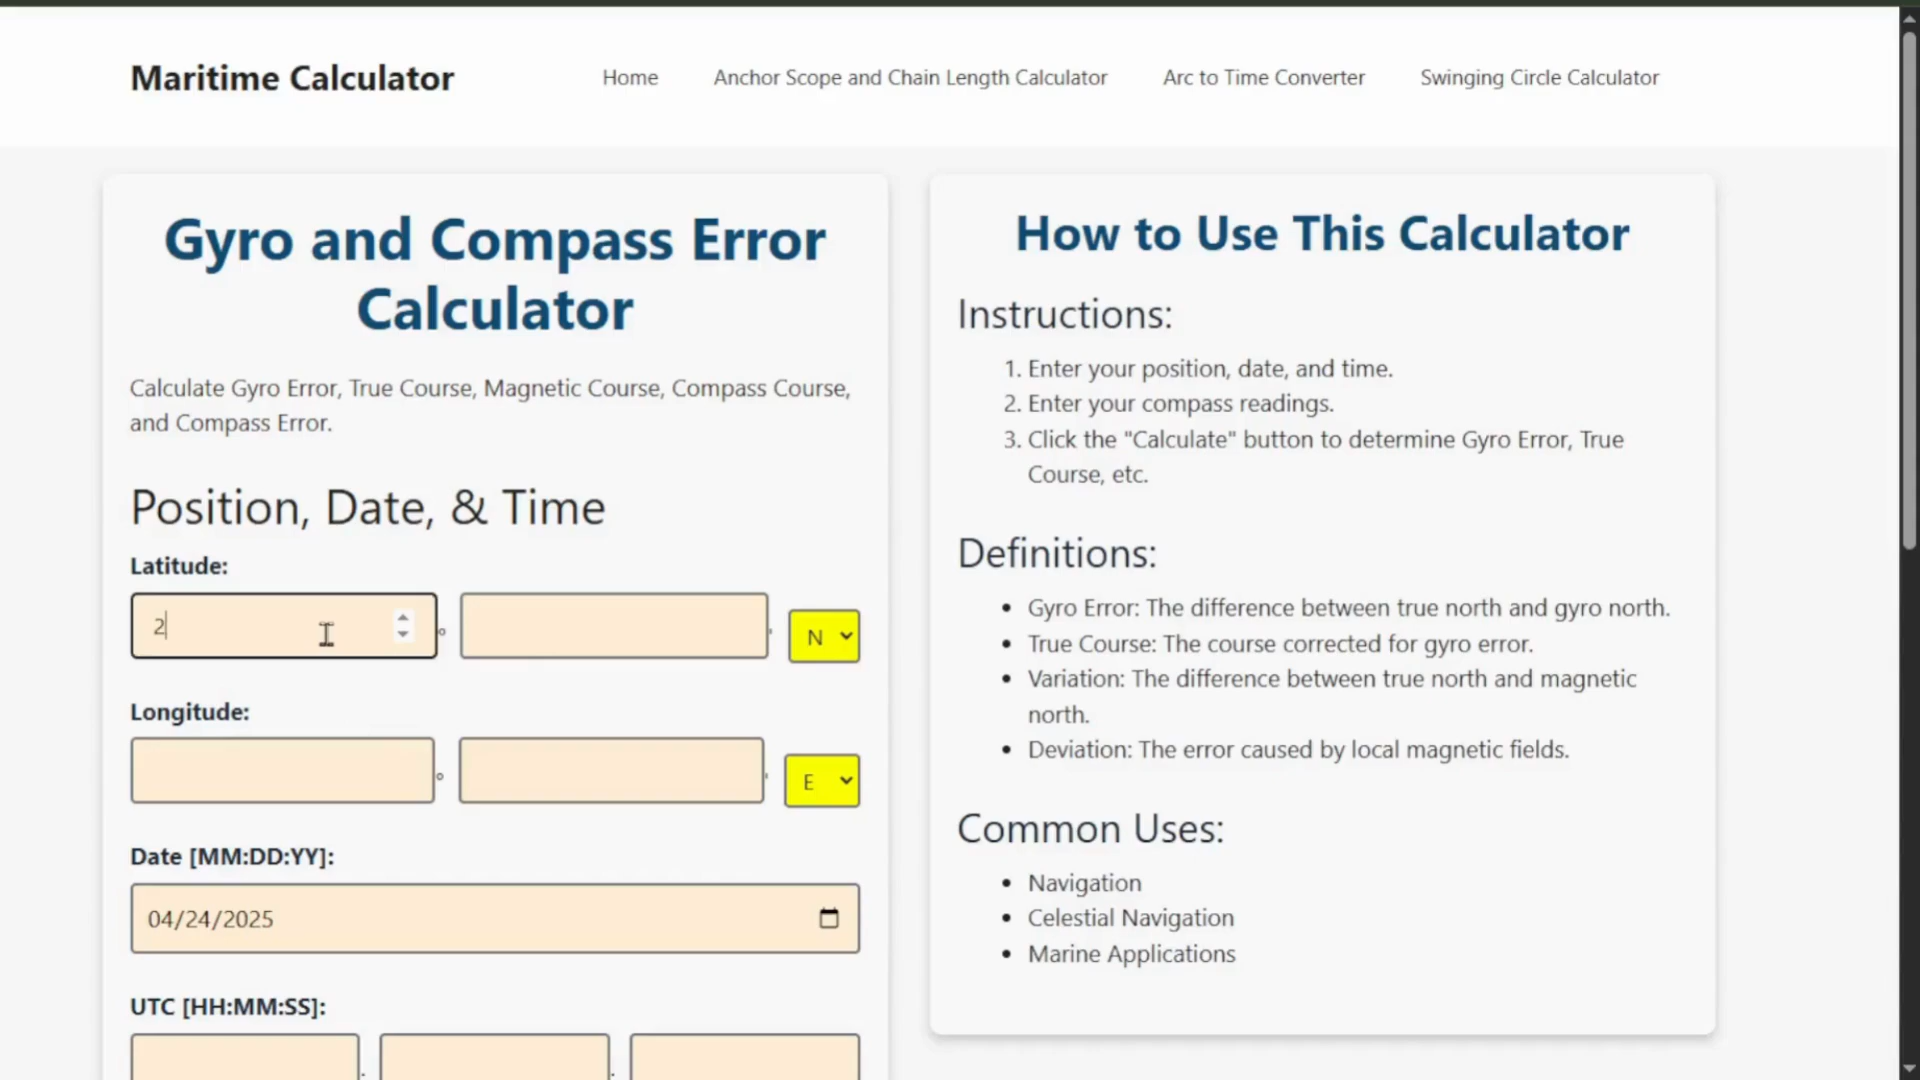 Maritime Calculator
Home
Anchor Scope and Chain Length Calculator
Arc to Time Converter
Swinging Circle Calculator
Gyro and Compass Error
Calculator
Calculate Gyro Error, True Course, Magnetic Course, Compass Course,
and Compass Error.
Position, Date, & Time
Latitude:
2
°
'
N
Longitude:
°
'
E
Date [MM:DD:YY]:
04/24/2025
UTC [HH:MM:SS]:
How to Use This Calculator
Instructions:
1. Enter your position, date, and time.
2. Enter your compass readings.
3. Click the "Calculate" button to determine Gyro Error, True
Course, etc.
Definitions:
• Gyro Error: The difference between true north and gyro north.
• True Course: The course corrected for gyro error.
• Variation: The difference between true north and magnetic
north.
• Deviation: The error caused by local magnetic fields.
Common Uses:
• Navigation
• Celestial Navigation
• Marine Applications